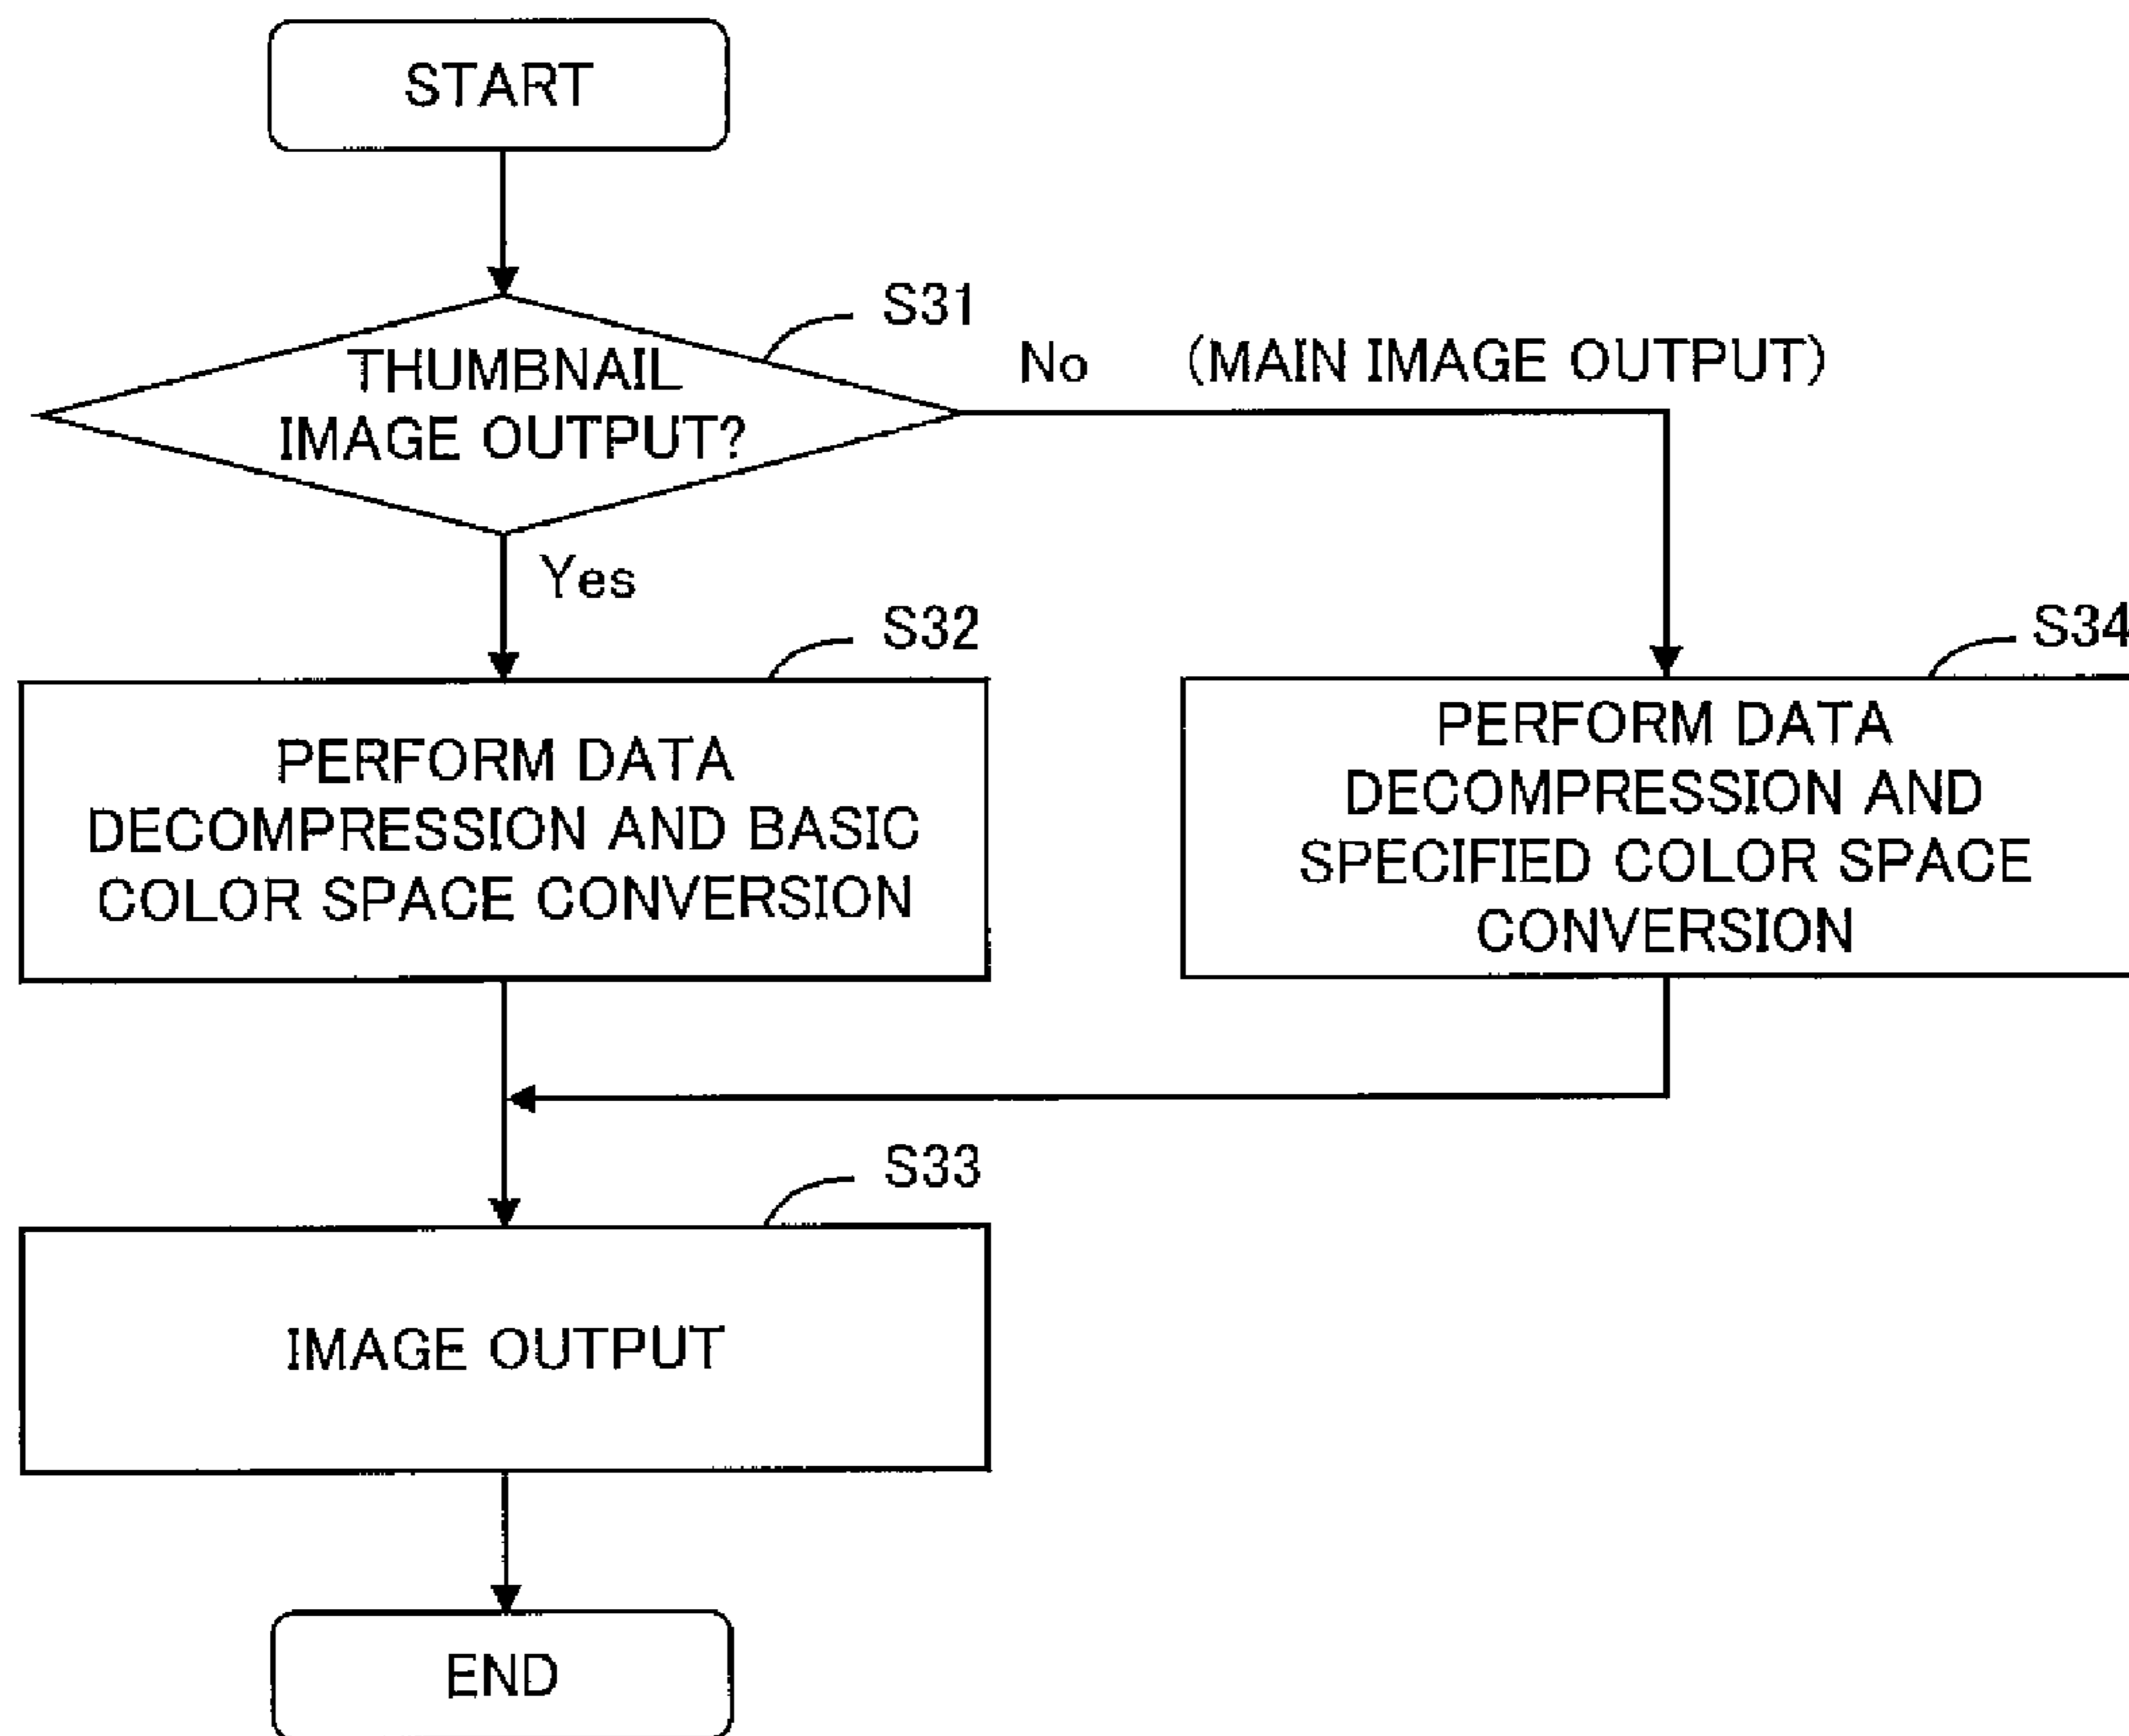 START
S31
THUMBNAIL
IMAGE OUTPUT?
No (MAIN IMAGE OUTPUT)
Yes
S32
PERFORM DATA
DECOMPRESSION AND BASIC
COLOR SPACE CONVERSION
S34
PERFORM DATA
DECOMPRESSION AND
SPECIFIED COLOR SPACE
CONVERSION
S33
IMAGE OUTPUT
END